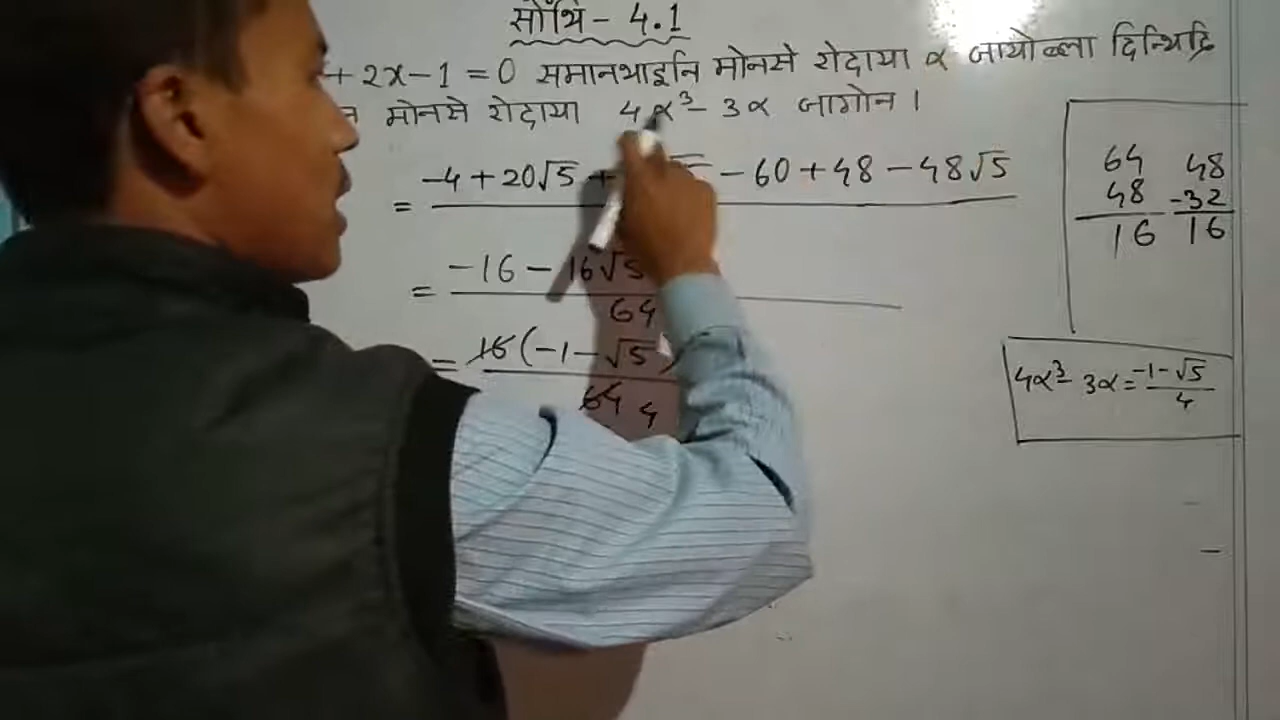 सोंथि - 4.1
+ 2x - 1 = 0 समानथाइनि मोनसे रोदाया α जायोब्ला दिन्थिद्रि
न मोनसे रोदाया 4α³ - 3α जागोन।
= -4 + 20√5 + √ - 60 + 48 - 48√5
= -16 - 16√5
64
= 16(-1 - √5)
64 4
64 48
48 -32
16 16
4α³ - 3α = -1 - √5
4